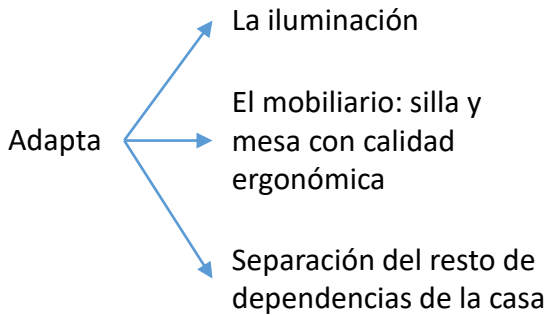 La iluminación
El mobiliario: silla y
Adapta
mesa con calidad
ergonómica
Separación del resto de
dependencias de la casa